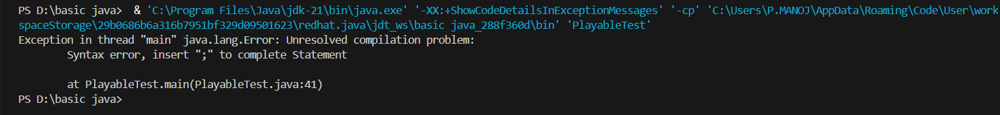 PS D:\basic java>  & 'C:\Program Files\Java\jdk-21\bin\java.exe' '-XX:+ShowCodeDetailsInExceptionMessages' '-cp' 'C:\Users\P.MANOJ\AppData\Roaming\Code\User\work
spaceStorage\29b0686b6a316b7951bf329d09501623\redhat.java\jdt_ws\basic java_288f360d\bin' 'PlayableTest'
Exception in thread "main" java.lang.Error: Unresolved compilation problem:
        Syntax error, insert ";" to complete Statement
        at PlayableTest.main(PlayableTest.java:41)
PS D:\basic java>